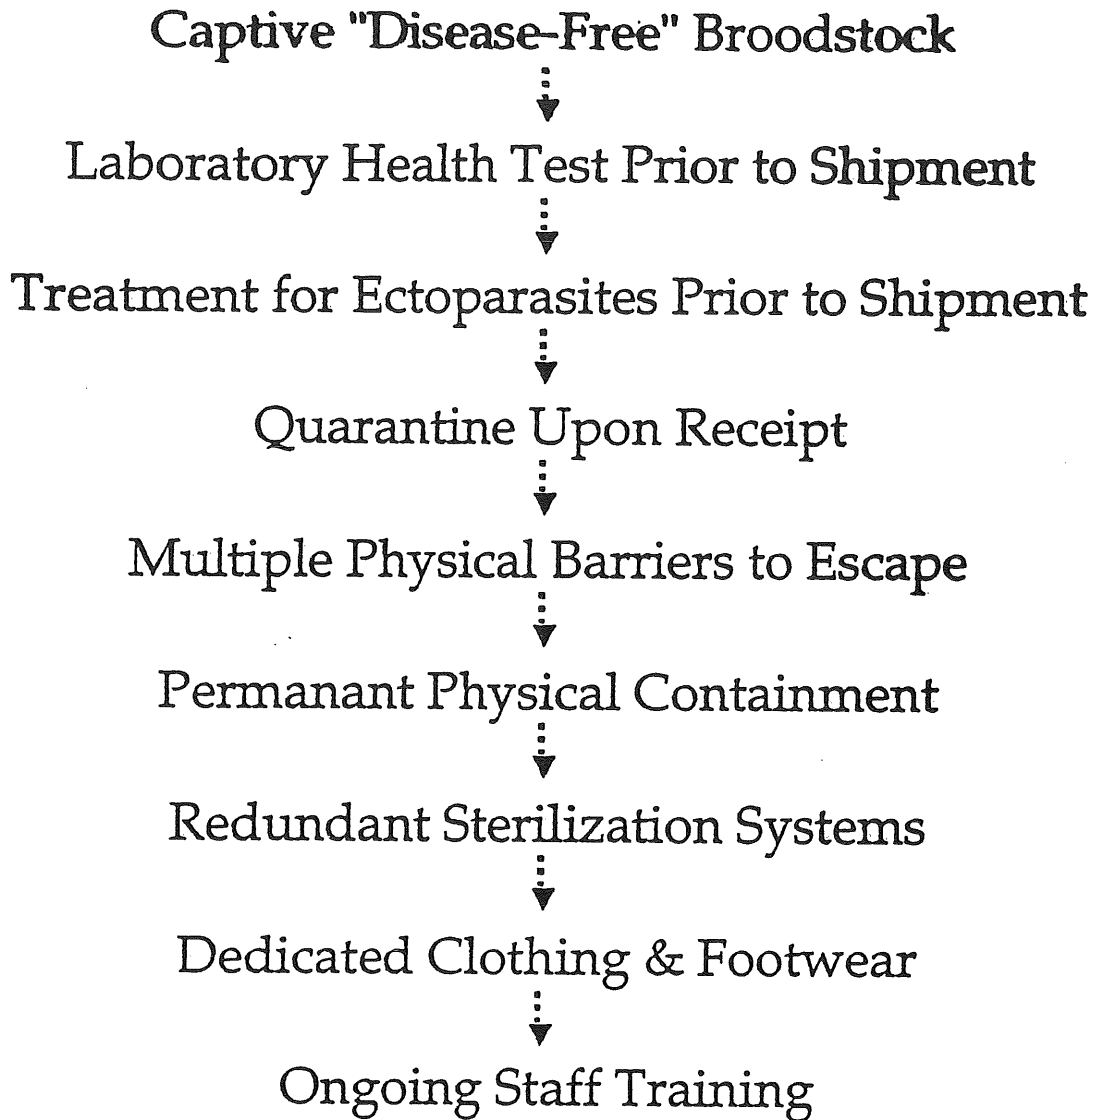 Captive "Disease-Free" Broodstock
Laboratory Health Test Prior to Shipment
Treatment for Ectoparasites Prior to Shipment
Quarantine Upon Receipt
Multiple Physical Barriers to Escape
Permanant Physical Containment
Redundant Sterilization Systems
Dedicated Clothing & Footwear
Ongoing Staff Training